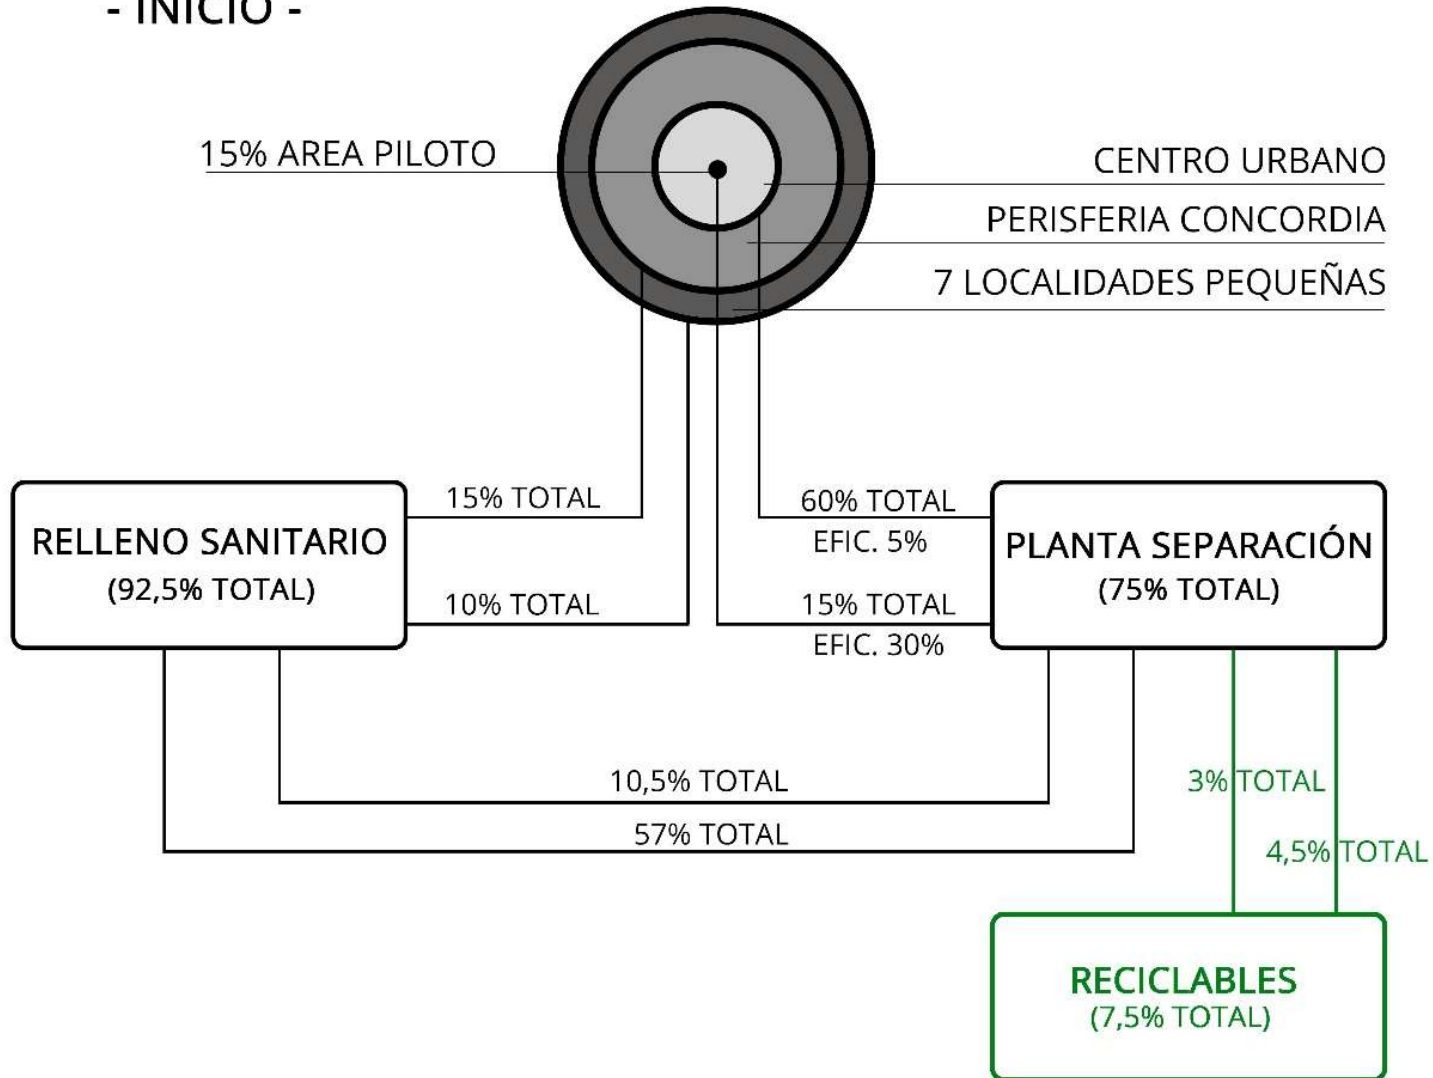 - INICIO -
15% AREA PILOTO
CENTRO URBANO
PERISFERIA CONCORDIA
7 LOCALIDADES PEQUEÑAS
15% TOTAL
60% TOTAL
EFIC. 5%
RELLENO SANITARIO
(92,5% TOTAL)
PLANTA SEPARACIÓN
(75% TOTAL)
10% TOTAL
15% TOTAL
EFIC. 30%
10,5% TOTAL
3% TOTAL
57% TOTAL
4,5% TOTAL
RECICLABLES
(7,5% TOTAL)